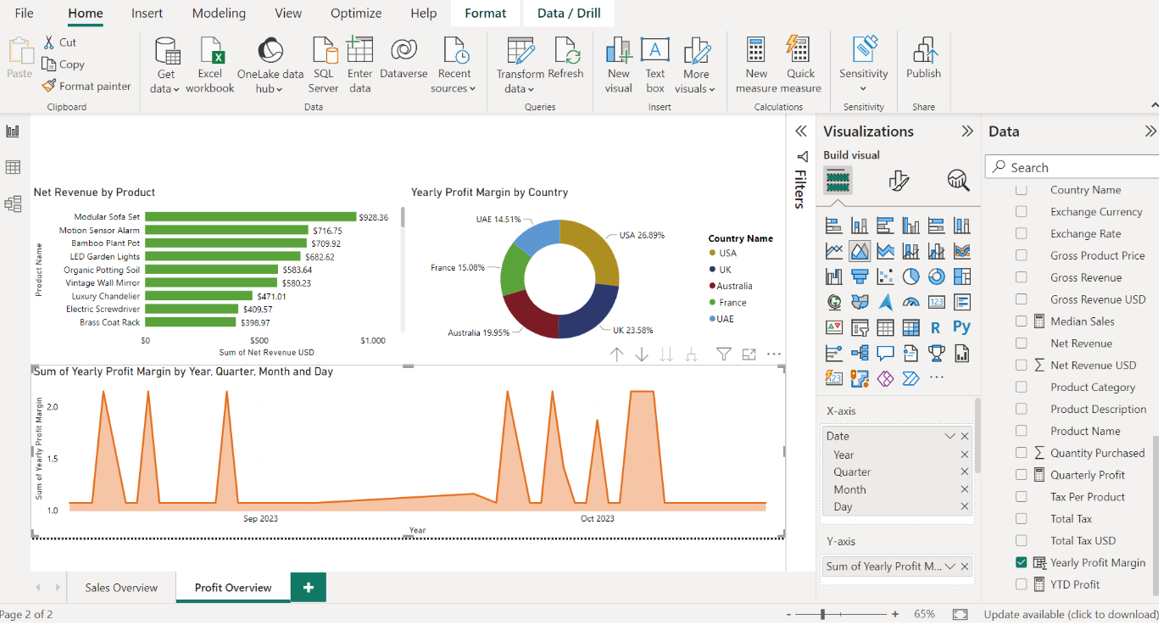 File Home Insert Modeling View Optimize Help Format Data / Drill
Paste
Cut
Copy
Format painter
Clipboard
Get data
Excel workbook
OneLake data hub
SQL Server
Enter data
Dataverse
Recent sources
Data
Transform data
Refresh
Queries
New visual
A
Text box
More visuals
Insert
New measure
Quick measure
Calculations
Sensitivity
Sensitivity
Publish
Share
Net Revenue by Product
Product Name
Modular Sofa Set $928.36
Motion Sensor Alarm $716.75
Bamboo Plant Pot $709.92
LED Garden Lights $682.62
Organic Potting Soil $583.64
Vintage Wall Mirror $580.23
Luxury Chandelier $471.01
Electric Screwdriver $409.57
Brass Coat Rack $398.97
$0 $500 $1.000
Sum of Net Revenue USD
Yearly Profit Margin by Country
UAE 14.51%
USA 26.89%
France 15.08%
Australia 19.95%
UK 23.58%
Country Name
USA
UK
Australia
France
UAE
Sum of Yearly Profit Margin by Year, Quarter, Month and Day
Sum of Yearly Profit Margin
2.0
1.5
1.0
Sep 2023 Oct 2023
Year
Filters
Visualizations
Build visual
123
R Py
123
X-axis
Date
Year
Quarter
Month
Day
Y-axis
Sum of Yearly Profit M...
Data
Search
Country Name
Exchange Currency
Exchange Rate
Gross Product Price
Gross Revenue
Gross Revenue USD
Median Sales
Net Revenue
Net Revenue USD
Product Category
Product Description
Product Name
Quantity Purchased
Quarterly Profit
Tax Per Product
Total Tax
Total Tax USD
Yearly Profit Margin
YTD Profit
Sales Overview Profit Overview +
Page 2 of 2
- + 65%
Update available (click to download)